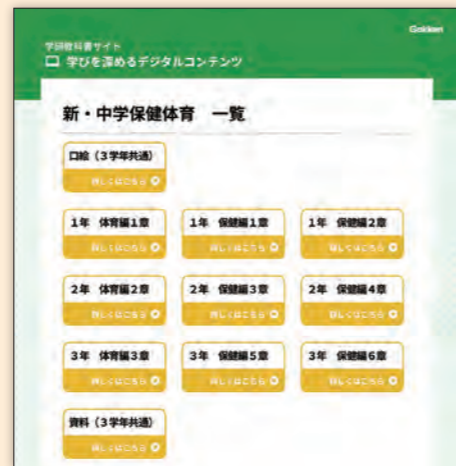 Gakken
学研教科書サイト
学びを深めるデジタルコンテンツ
新・中学保健体育 一覧
口絵（3学年共通）
詳しくはこちら
1年 体育編1章 1年 保健編1章 1年 保健編2章
詳しくはこちら 詳しくはこちら 詳しくはこちら
2年 体育編2章 2年 保健編3章 2年 保健編4章
詳しくはこちら 詳しくはこちら 詳しくはこちら
3年 体育編3章 3年 保健編5章 3年 保健編6章
詳しくはこちら 詳しくはこちら 詳しくはこちら
資料（3学年共通）
詳しくはこちら